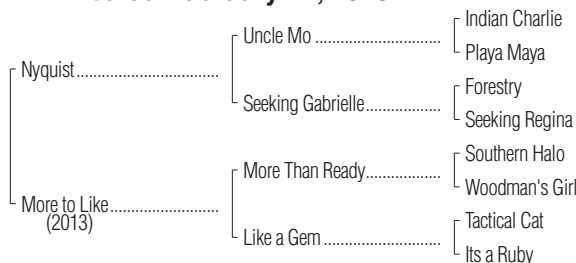 Indian Charlie
Uncle Mo
Playa Maya
Nyquist
Forestry
Seeking Gabrielle
Seeking Regina
Southern Halo
More Than Ready
Woodman's Girl
More to Like
(2013)
Tactical Cat
Like a Gem
Its a Ruby